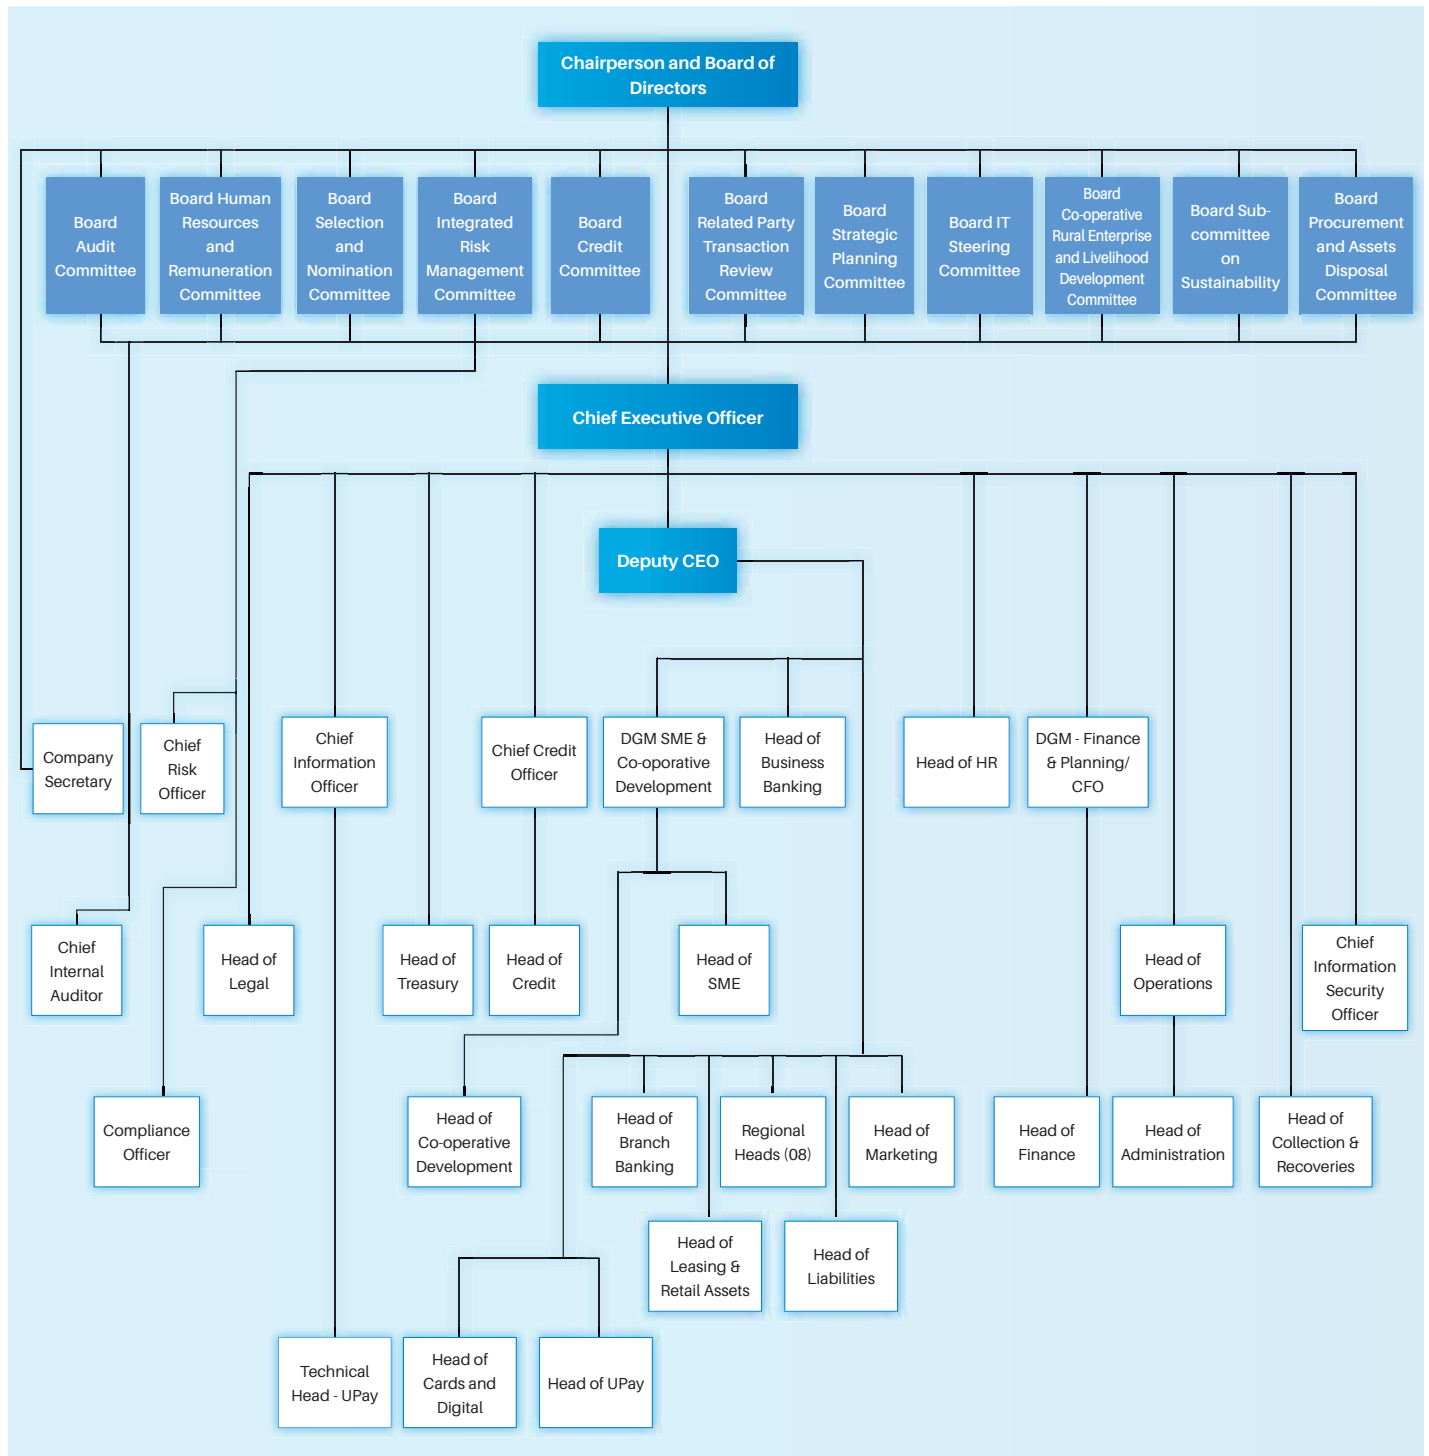 Chairperson and Board of
Directors
Board
Audit
Committee
Board Human
Resources
and
Remuneration
Committee
Board
Selection
and
Nomination
Committee
Board
Integrated
Risk
Management
Committee
Board
Credit
Committee
Board
Related Party
Transaction
Review
Committee
Board
Strategic
Planning
Committee
Board IT
Steering
Committee
Board
Co-operative
Rural Enterprise
and Livelihood
Development
Committee
Board Sub-
committee
on
Sustainability
Board
Procurement
and Assets
Disposal
Committee
Chief Executive Officer
Deputy CEO
Company
Secretary
Chief
Risk
Officer
Chief
Information
Officer
Chief Credit
Officer
DGM SME &
Co-oporative
Development
Head of
Business
Banking
Head of HR
DGM - Finance
& Planning/
CFO
Chief
Internal
Auditor
Head of
Legal
Head of
Treasury
Head of
Credit
Head of
SME
Head of
Operations
Chief
Information
Security
Officer
Compliance
Officer
Head of
Co-operative
Development
Head of
Branch
Banking
Regional
Heads (08)
Head of
Marketing
Head of
Finance
Head of
Administration
Head of
Collection &
Recoveries
Head of
Leasing &
Retail Assets
Head of
Liabilities
Technical
Head - UPay
Head of
Cards and
Digital
Head of UPay